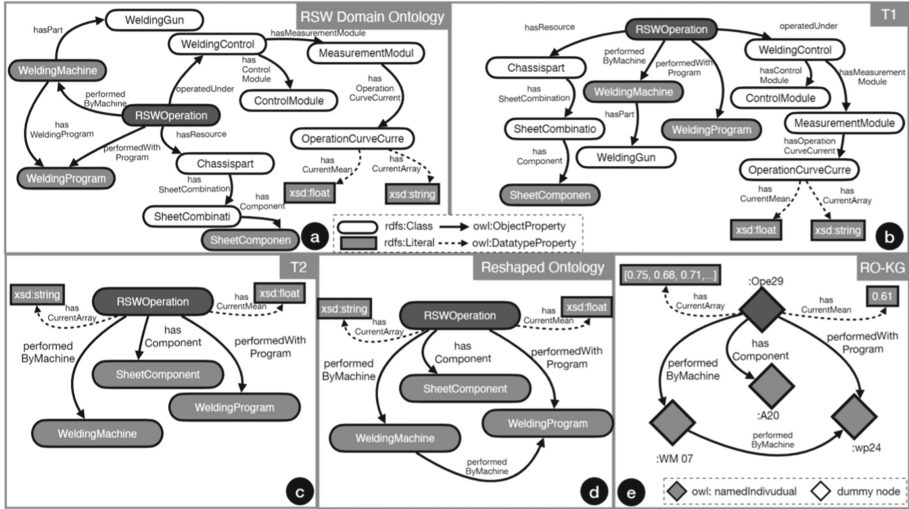 RSW Domain Ontology
WeldingGun
hasPart
WeldingControl
hasMeasurementModule
MeasurementModul
WeldingMachine
has
Control
Module
has
Operation
CurveCurrent
performed
ByMachine
operatedUnder
ControlModule
has
WeldingProgram
RSWOperation
hasResource
performedWith
Program
OperationCurveCurre
WeldingProgram
Chassispart
has
CurrentMean
has
CurrentArray
has
SheetCombination
xsd:float
xsd:string
SheetCombinati
has
Component
SheetComponen
a
rdfs:Class
owl:ObjectProperty
rdfs:Literal
owl:DatatypeProperty
T1
RSWOperation
hasResource
operatedUnder
performed
ByMachine
performedWith
Program
WeldingControl
Chassispart
hasControl
Module
hasMeasurement
Module
has
SheetCombination
WeldingMachine
ControlModule
hasPart
SheetCombinatio
WeldingProgram
MeasurementModule
has
Component
WeldingGun
hasOperation
CurveCurrent
OperationCurveCurre
SheetComponent
has
CurrentMean
has
CurrentArray
xsd:float
xsd:string
b
T2
xsd:string
RSWOperation
xsd:float
has
CurrentArray
has
CurrentMean
performed
ByMachine
has
Component
performedWith
Program
SheetComponent
WeldingProgram
WeldingMachine
c
Reshaped Ontology
xsd:string
RSWOperation
xsd:float
has
CurrentArray
has
CurrentMean
performed
ByMachine
has
Component
performedWith
Program
SheetComponent
WeldingProgram
WeldingMachine
performed
ByMachine
d
RO-KG
[0.75, 0.68, 0.71,...]
:Ope29
0.61
has
CurrentArray
has
CurrentMean
performed
ByMachine
has
Component
performedWith
Program
:A20
:WM 07
performed
ByMachine
:wp24
e
owl: namedIndivudual
dummy node